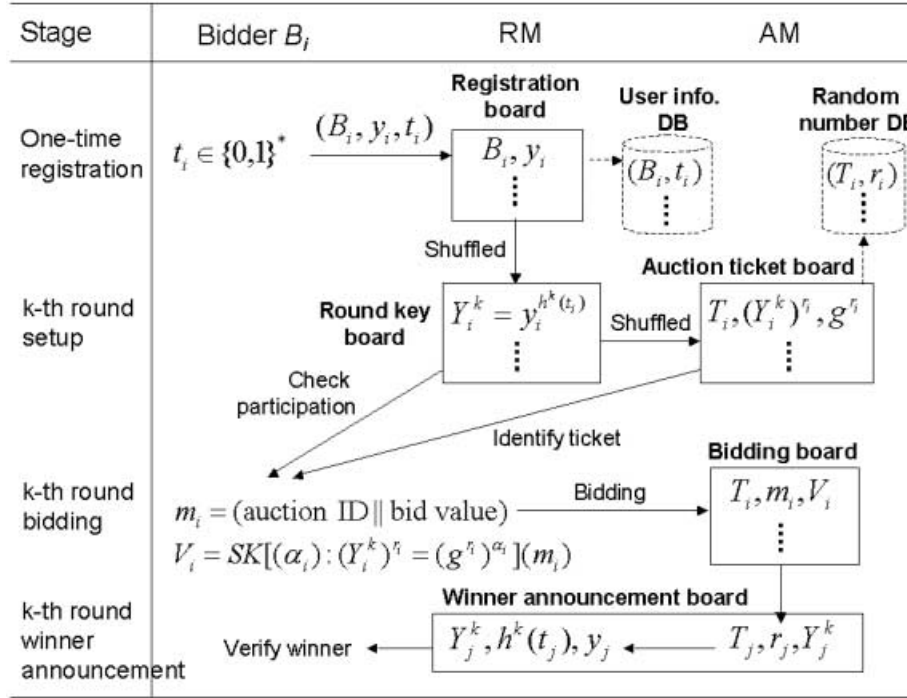 Stage Bidder B_i RM AM
One-time
registration
t_i ∈ {0,1}^*
(B_i, y_i, t_i)
Registration
board
B_i, y_i
User info.
DB
(B_i, t_i)
Random
number DB
(T_i, r_i)
Shuffled
k-th round
setup
Round key
board
Y_i^k = y_i^{h^k(t_i)}
Shuffled
Auction ticket board
T_i, (Y_i^k)^{r_i}, g^{r_i}
Check
participation
Identify ticket
k-th round
bidding
m_i = (auction ID || bid value)
V_i = SK[(α_i) : (Y_i^k)^{r_i} = (g^{r_i})^{α_i}](m_i)
Bidding
Bidding board
T_i, m_i, V_i
k-th round
winner
announcement
Verify winner
Winner announcement board
Y_j^k, h^k(t_j), y_j
T_j, r_j, Y_j^k